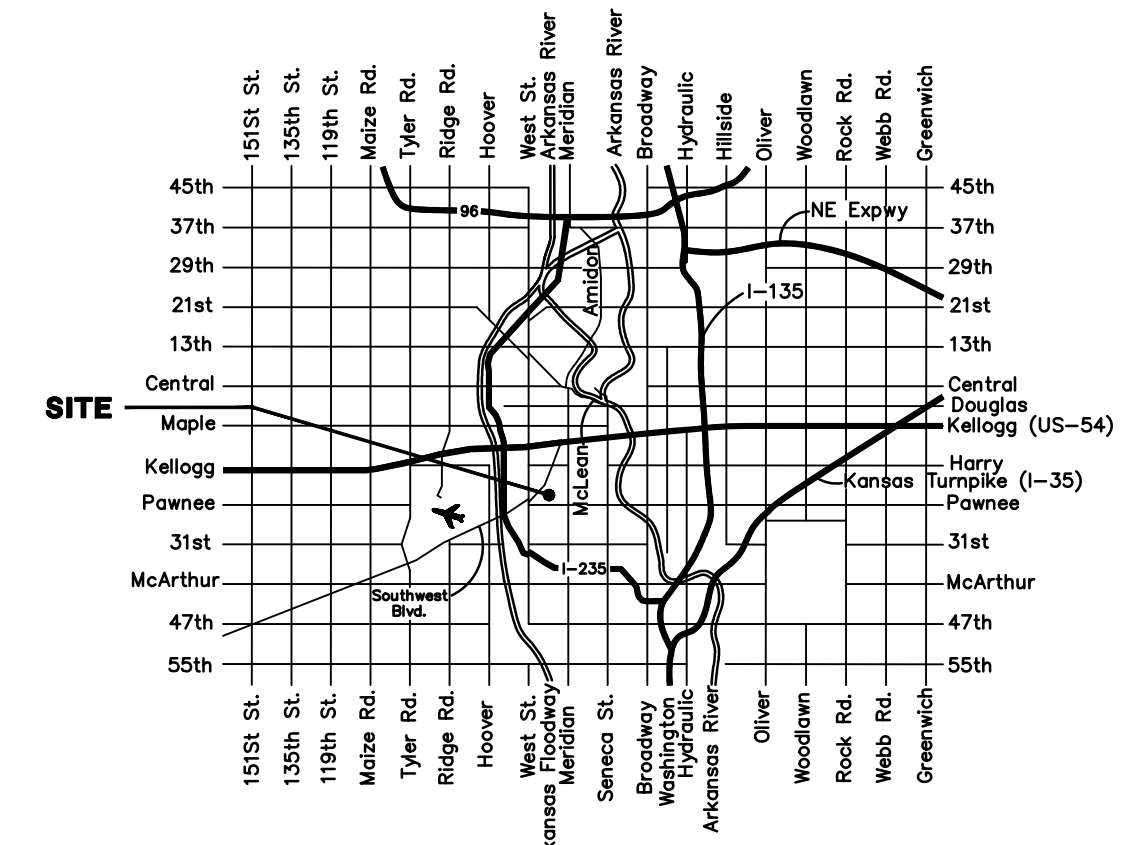 151St St.
135th St.
119th St.
Maize Rd.
Tyler Rd.
Ridge Rd.
Hoover
West St.
Arkansas River
Meridian
Arkansas River
Broadway
Hydraulic
Hillside
Oliver
Woodlawn
Rock Rd.
Webb Rd.
Greenwich
45th
37th
29th
21st
13th
Central
SITE
Maple
Kellogg
Pawnee
31st
McArthur
47th
55th
96
Amidon
NE Expwy
I-135
McLean
I-235
Southwest
Blvd.
45th
37th
29th
21st
13th
Central
Douglas
Kellogg (US-54)
Harry
Kansas Turnpike (I-35)
Pawnee
31st
McArthur
47th
55th
151St St.
135th St.
119th St.
Maize Rd.
Tyler Rd.
Ridge Rd.
Hoover
West St.
kansas Floodway
Meridian
Seneca St.
Broadway
Washington
Hydraulic
Arkansas River
Oliver
Woodlawn
Rock Rd.
Webb Rd.
Greenwich